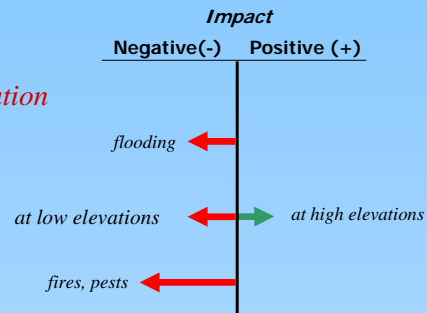 Impact
Negative(-) Positive (+)
flooding
at low elevations at high elevations
fires, pests